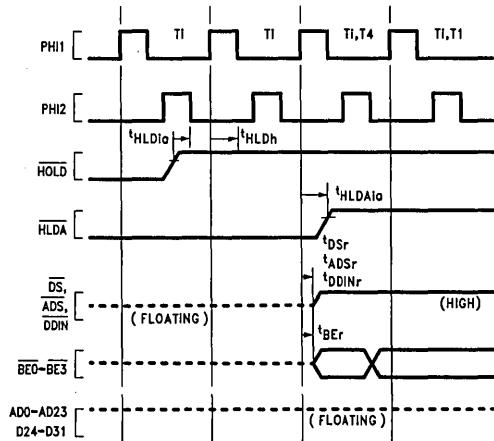 PHI1
Ti
Ti
Ti,T4
Ti,T1
PHI2
tHLDia
tHLDh
HOLD
tHLDAia
HLDA
tDSr
tADSr
tDDINr
DS,
ADS,
DDIN
(FLOATING)
(HIGH)
tBEr
BE0-BE3
AD0-AD23
D24-D31
(FLOATING)